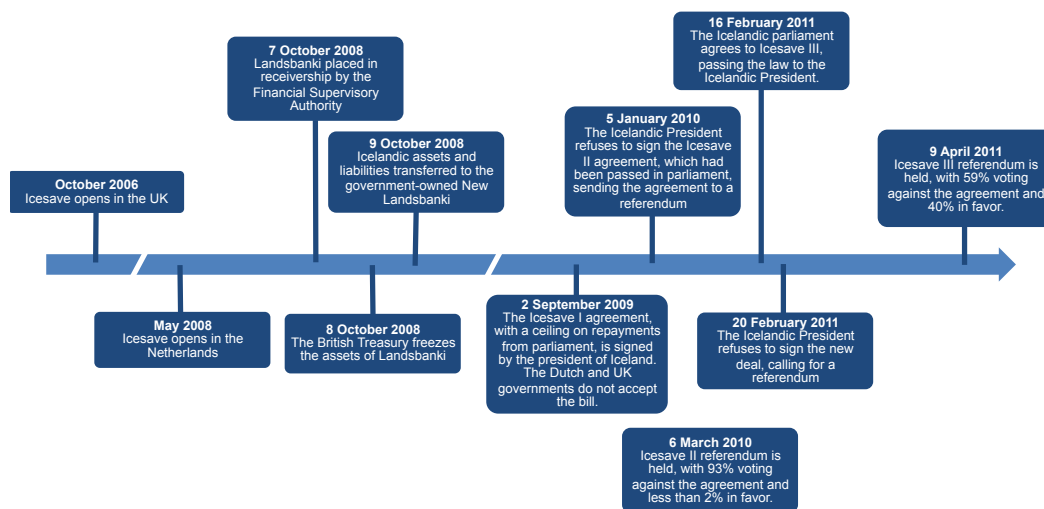 October 2006
Icesave opens in the UK
May 2008
Icesave opens in the
Netherlands
7 October 2008
Landsbanki placed in
receivership by the
Financial Supervisory
Authority
8 October 2008
The British Treasury freezes
the assets of Landsbanki
9 October 2008
Icelandic assets and
liabilities transferred to the
government-owned New
Landsbanki
2 September 2009
The Icesave I agreement,
with a ceiling on repayments
from parliament, is signed
by the president of Iceland.
The Dutch and UK
governments do not accept
the bill.
5 January 2010
The Icelandic President
refuses to sign the Icesave
II agreement, which had
been passed in parliament,
sending the agreement to a
referendum
6 March 2010
Icesave II referendum is
held, with 93% voting
against the agreement and
less than 2% in favor.
16 February 2011
The Icelandic parliament
agrees to Icesave III,
passing the law to the
Icelandic President.
20 February 2011
The Icelandic President
refuses to sign the new
deal, calling for a
referendum
9 April 2011
Icesave III referendum is
held, with 59% voting
against the agreement and
40% in favor.